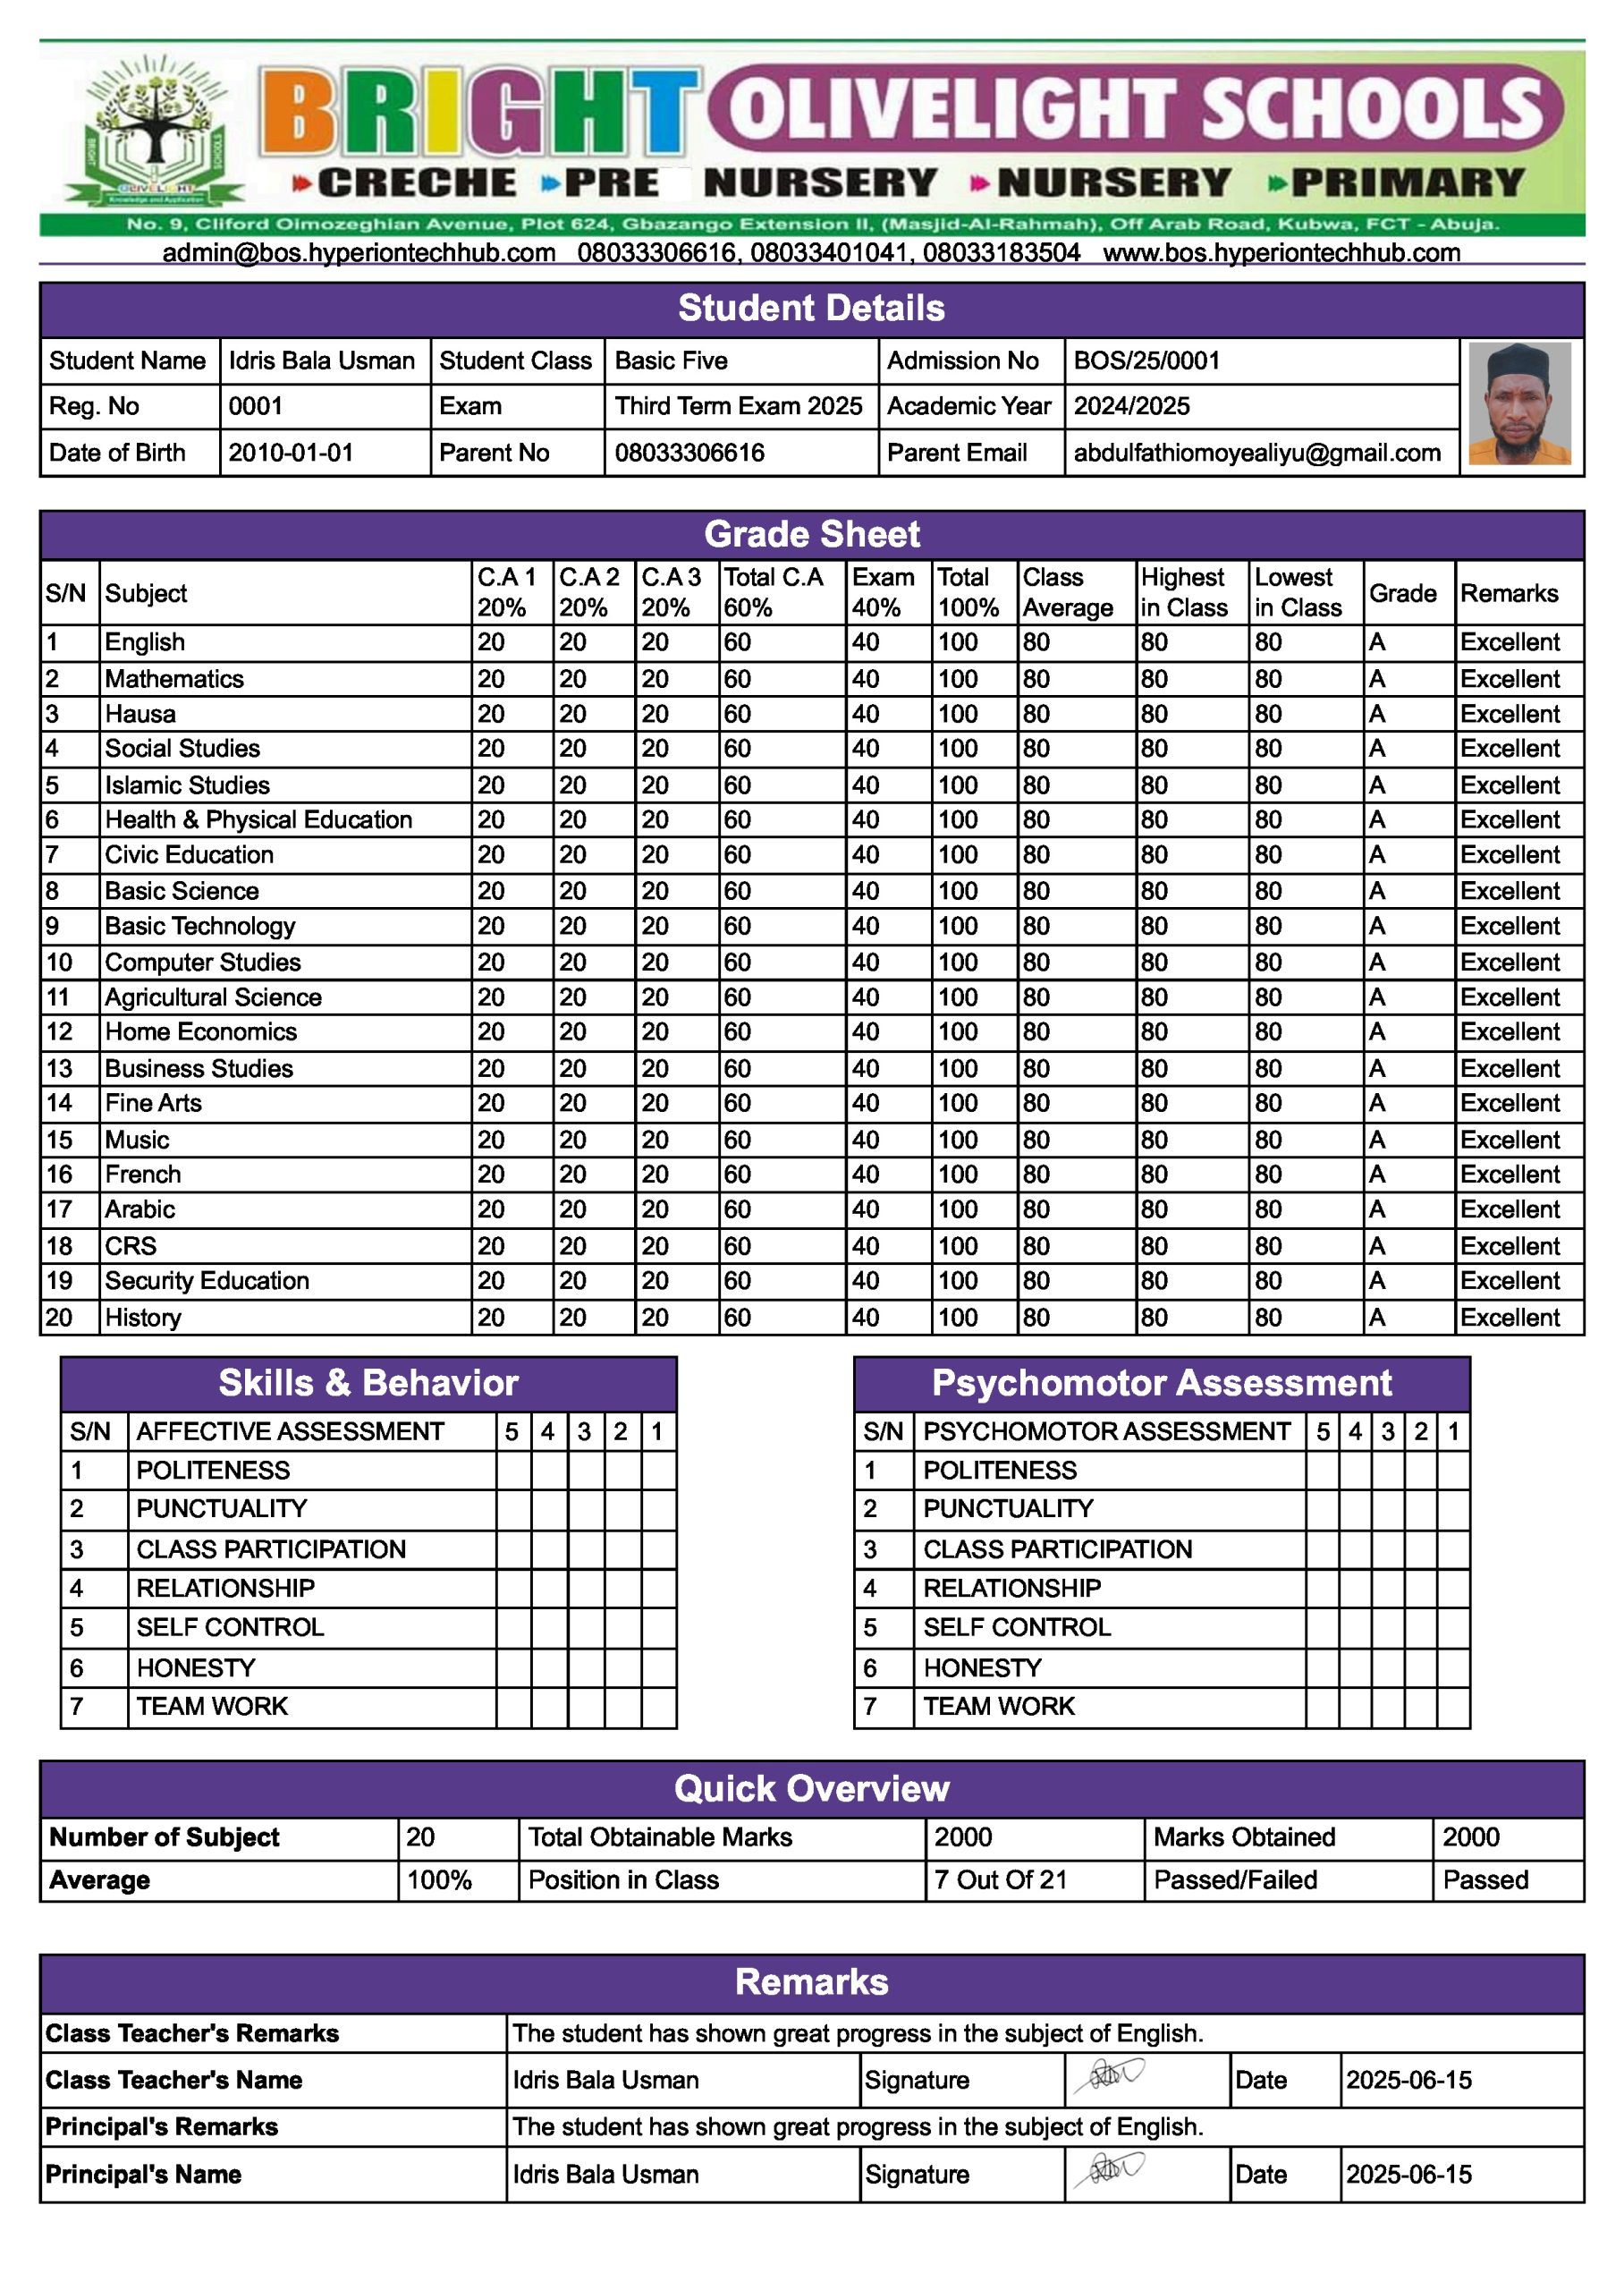 BRIGHT OLIVELIGHT SCHOOLS
CRECHE PRE NURSERY NURSERY PRIMARY
BRIGHT SCHOOLS
OLIVELIGHT
Knowledge and Application
No. 9, Cliford Oimozeghian Avenue, Plot 624, Gbazango Extension II, (Masjid-Al-Rahmah), Off Arab Road, Kubwa, FCT - Abuja.
admin@bos.hyperiontechhub.com 08033306616, 08033401041, 08033183504 www.bos.hyperiontechhub.com
Student Details
Student Name Idris Bala Usman Student Class Basic Five Admission No BOS/25/0001
Reg. No 0001 Exam Third Term Exam 2025 Academic Year 2024/2025
Date of Birth 2010-01-01 Parent No 08033306616 Parent Email abdulfathiomoyealiyu@gmail.com
Grade Sheet
S/N Subject C.A 1 20% C.A 2 20% C.A 3 20% Total C.A 60% Exam 40% Total 100% Class Average Highest in Class Lowest in Class Grade Remarks
1 English 20 20 20 60 40 100 80 80 80 A Excellent
2 Mathematics 20 20 20 60 40 100 80 80 80 A Excellent
3 Hausa 20 20 20 60 40 100 80 80 80 A Excellent
4 Social Studies 20 20 20 60 40 100 80 80 80 A Excellent
5 Islamic Studies 20 20 20 60 40 100 80 80 80 A Excellent
6 Health & Physical Education 20 20 20 60 40 100 80 80 80 A Excellent
7 Civic Education 20 20 20 60 40 100 80 80 80 A Excellent
8 Basic Science 20 20 20 60 40 100 80 80 80 A Excellent
9 Basic Technology 20 20 20 60 40 100 80 80 80 A Excellent
10 Computer Studies 20 20 20 60 40 100 80 80 80 A Excellent
11 Agricultural Science 20 20 20 60 40 100 80 80 80 A Excellent
12 Home Economics 20 20 20 60 40 100 80 80 80 A Excellent
13 Business Studies 20 20 20 60 40 100 80 80 80 A Excellent
14 Fine Arts 20 20 20 60 40 100 80 80 80 A Excellent
15 Music 20 20 20 60 40 100 80 80 80 A Excellent
16 French 20 20 20 60 40 100 80 80 80 A Excellent
17 Arabic 20 20 20 60 40 100 80 80 80 A Excellent
18 CRS 20 20 20 60 40 100 80 80 80 A Excellent
19 Security Education 20 20 20 60 40 100 80 80 80 A Excellent
20 History 20 20 20 60 40 100 80 80 80 A Excellent
Skills & Behavior
S/N AFFECTIVE ASSESSMENT 5 4 3 2 1
1 POLITENESS
2 PUNCTUALITY
3 CLASS PARTICIPATION
4 RELATIONSHIP
5 SELF CONTROL
6 HONESTY
7 TEAM WORK
Psychomotor Assessment
S/N PSYCHOMOTOR ASSESSMENT 5 4 3 2 1
1 POLITENESS
2 PUNCTUALITY
3 CLASS PARTICIPATION
4 RELATIONSHIP
5 SELF CONTROL
6 HONESTY
7 TEAM WORK
Quick Overview
Number of Subject 20 Total Obtainable Marks 2000 Marks Obtained 2000
Average 100% Position in Class 7 Out Of 21 Passed/Failed Passed
Remarks
Class Teacher's Remarks The student has shown great progress in the subject of English.
Class Teacher's Name Idris Bala Usman Signature Date 2025-06-15
Principal's Remarks The student has shown great progress in the subject of English.
Principal's Name Idris Bala Usman Signature Date 2025-06-15